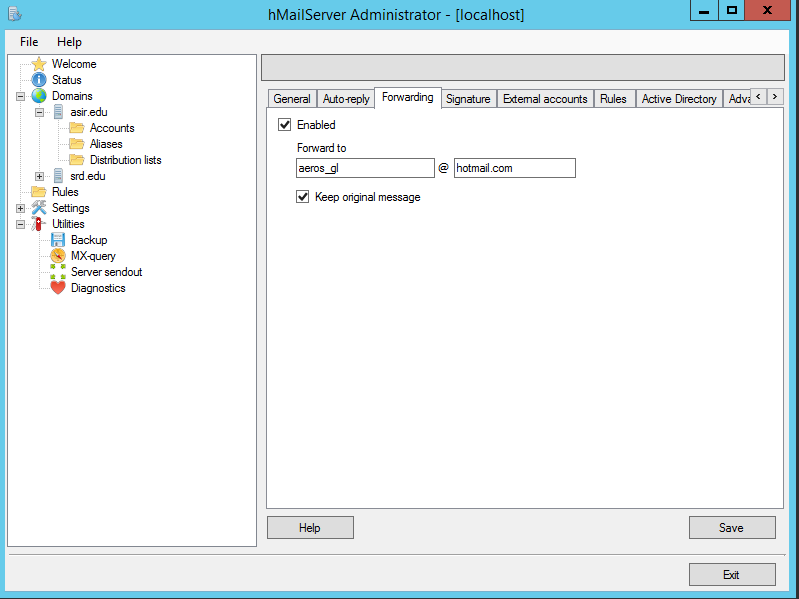 hMailServer Administrator - [localhost]
File Help
Welcome
Status
Domains
asir.edu
Accounts
Aliases
Distribution lists
srd.edu
Rules
Settings
Utilities
Backup
MX-query
Server sendout
Diagnostics
General Auto-reply Forwarding Signature External accounts Rules Active Directory Adva
Enabled
Forward to
aeros_gl @ hotmail.com
Keep original message
Help Save
Exit